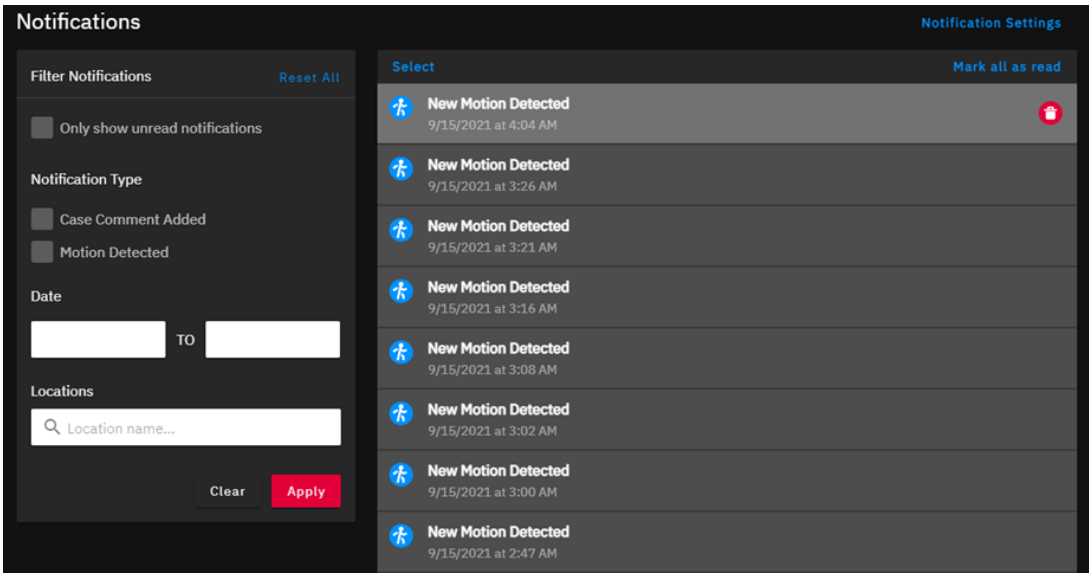 Notifications
Notification Settings
Filter Notifications
Reset All
Only show unread notifications
Notification Type
Case Comment Added
Motion Detected
Date
TO
Locations
Location name...
Clear
Apply
Select
Mark all as read
New Motion Detected
9/15/2021 at 4:04 AM
New Motion Detected
9/15/2021 at 3:26 AM
New Motion Detected
9/15/2021 at 3:21 AM
New Motion Detected
9/15/2021 at 3:16 AM
New Motion Detected
9/15/2021 at 3:08 AM
New Motion Detected
9/15/2021 at 3:02 AM
New Motion Detected
9/15/2021 at 3:00 AM
New Motion Detected
9/15/2021 at 2:47 AM